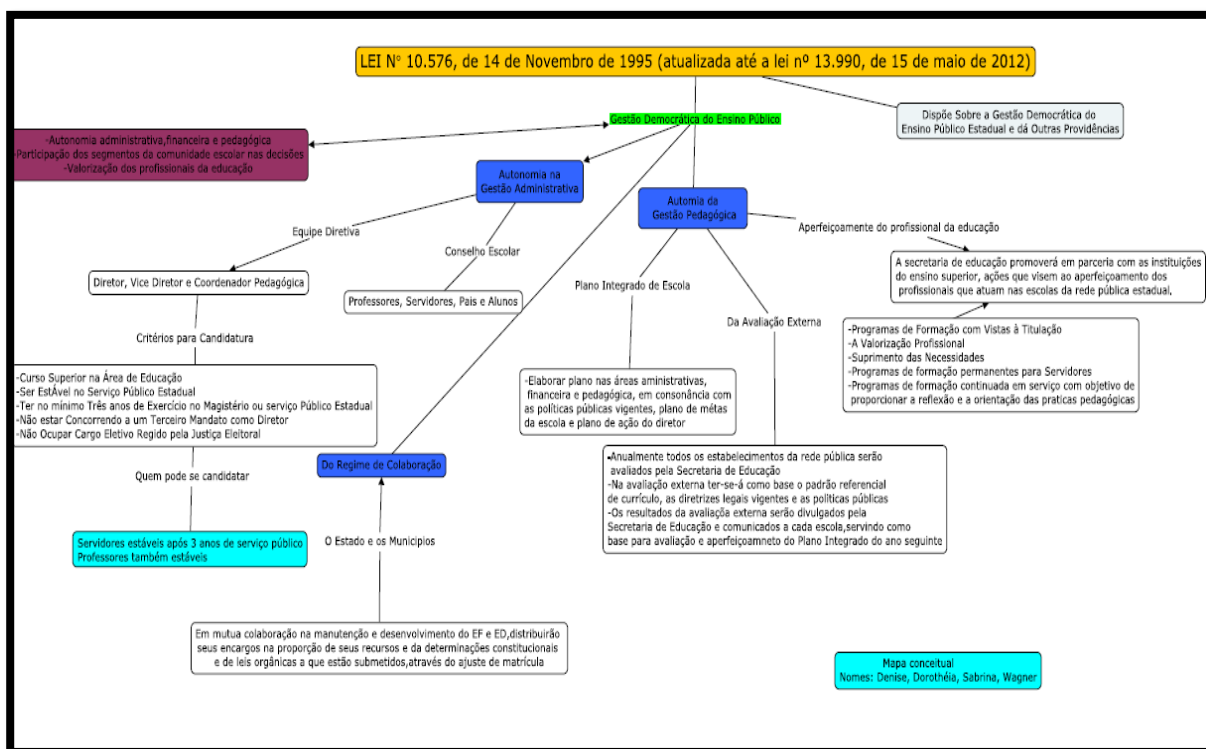 LEI N° 10.576, de 14 de Novembro de 1995 (atualizada até a lei nº 13.990, de 15 de maio de 2012)
Gestão Democrática do Ensino Público
Dispõe Sobre a Gestão Democrática do
Ensino Público Estadual e dá Outras Providências
-Autonomia administrativa,financeira e pedagógica
-Participação dos segmentos da comunidade escolar nas decisões
-Valorização dos profissionais da educação
Autonomia na
Gestão Administrativa
Automia da
Gestão Pedagógica
Equipe Diretiva
Conselho Escolar
Aperfeiçoamente do profissional da educação
Diretor, Vice Diretor e Coordenador Pedagógica
Professores, Servidores, Pais e Alunos
Plano Integrado de Escola
Da Avaliação Externa
A secretaria de educação promoverá em parceria com as instituições
do ensino superior, ações que visem ao aperfeiçoamento dos
profissionais que atuam nas escolas da rede pública estadual.
Critérios para Candidatura
-Programas de Formação com Vistas à Titulação
-A Valorização Profissional
-Suprimento das Necessidades
-Programas de formação permanentes para Servidores
-Programas de formação continuada em serviço com objetivo de
proporcionar a reflexão e a orientação das praticas pedagógicas
-Curso Superior na Área de Educação
-Ser EstÁvel no Serviço Público Estadual
-Ter no mínimo Três anos de Exercício no Magistério ou serviço Público Estadual
-Não estar Concorrendo a um Terceiro Mandato como Diretor
-Não Ocupar Cargo Eletivo Regido pela Justiça Eleitoral
-Elaborar plano nas áreas aministrativas,
financeira e pedagógica, em consonância com
as políticas públicas vigentes, plano de métas
da escola e plano de ação do diretor
Do Regime de Colaboração
Quem pode se candidatar
-Anualmente todos os estabelecimentos da rede pública serão
avaliados pela Secretaria de Educação
-Na avaliação externa ter-se-á como base o padrão referencial
de currículo, as diretrizes legais vigentes e as políticas públicas
-Os resultados da avaliaçõa externa serão divulgados pela
Secretaria de Educação e comunicados a cada escola,servindo como
base para avaliação e aperfeiçoamneto do Plano Integrado do ano seguinte
Servidores estáveis após 3 anos de serviço público
Professores também estáveis
O Estado e os Municipios
Em mutua colaboração na manutenção e desenvolvimento do EF e ED,distribuirão
seus encargos na proporção de seus recursos e da determinações constitucionais
e de leis orgânicas a que estão submetidos,através do ajuste de matrícula
Mapa conceitual
Nomes: Denise, Dorothéia, Sabrina, Wagner